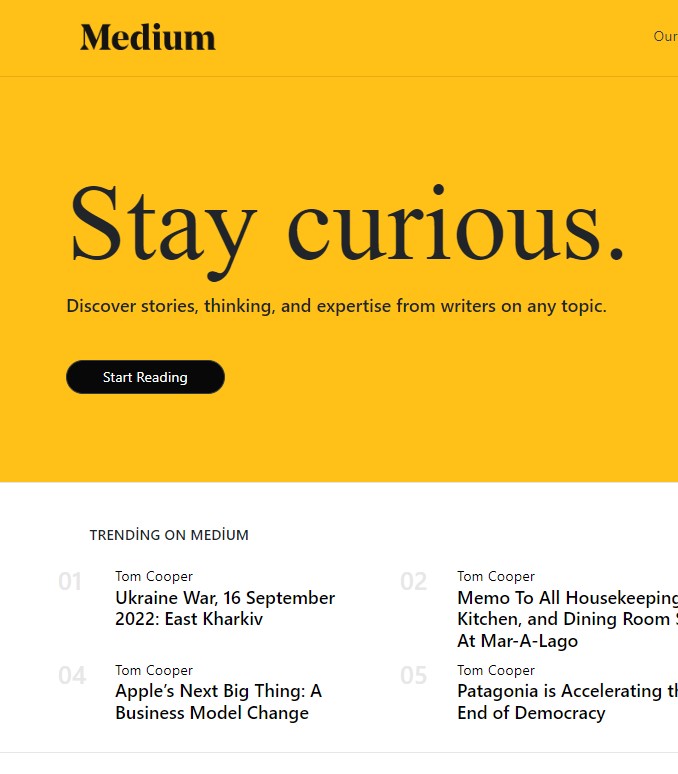 Medium
Our
Stay curious.
Discover stories, thinking, and expertise from writers on any topic.
Start Reading
TRENDİNG ON MEDİUM
01
Tom Cooper
Ukraine War, 16 September
2022: East Kharkiv
02
Tom Cooper
Memo To All Housekeeping
Kitchen, and Dining Room
At Mar-A-Lago
04
Tom Cooper
Apple’s Next Big Thing: A
Business Model Change
05
Tom Cooper
Patagonia is Accelerating
End of Democracy